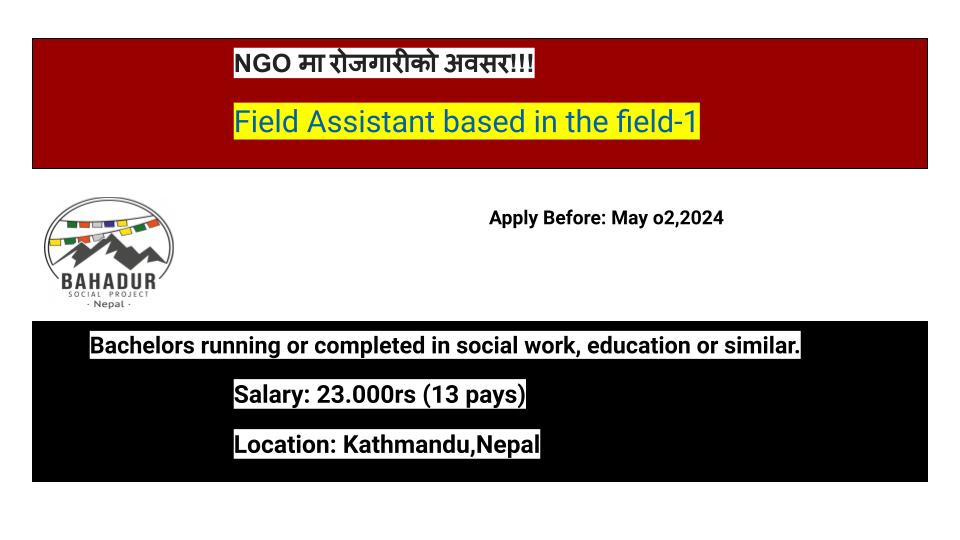 NGO मा रोजगारीको अवसर!!!
Field Assistant based in the field-1
Apply Before: May o2,2024
BAHADUR
SOCIAL PROJECT
· Nepal ·
Bachelors running or completed in social work, education or similar.
Salary: 23.000rs (13 pays)
Location: Kathmandu,Nepal